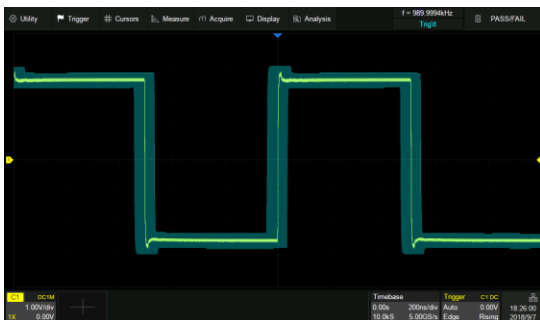 Utility Trigger Cursors Measure Acquire Display Analysis f = 989.9994kHz PASS/FAIL
Trig'd
C1 DC1M Timebase Trigger C1 DC
1.00V/div 0.00s 200ns/div Auto 0.00V 18:26:00
1X 0.00V 10.0kS 5.00GS/s Edge Rising 2018/9/7